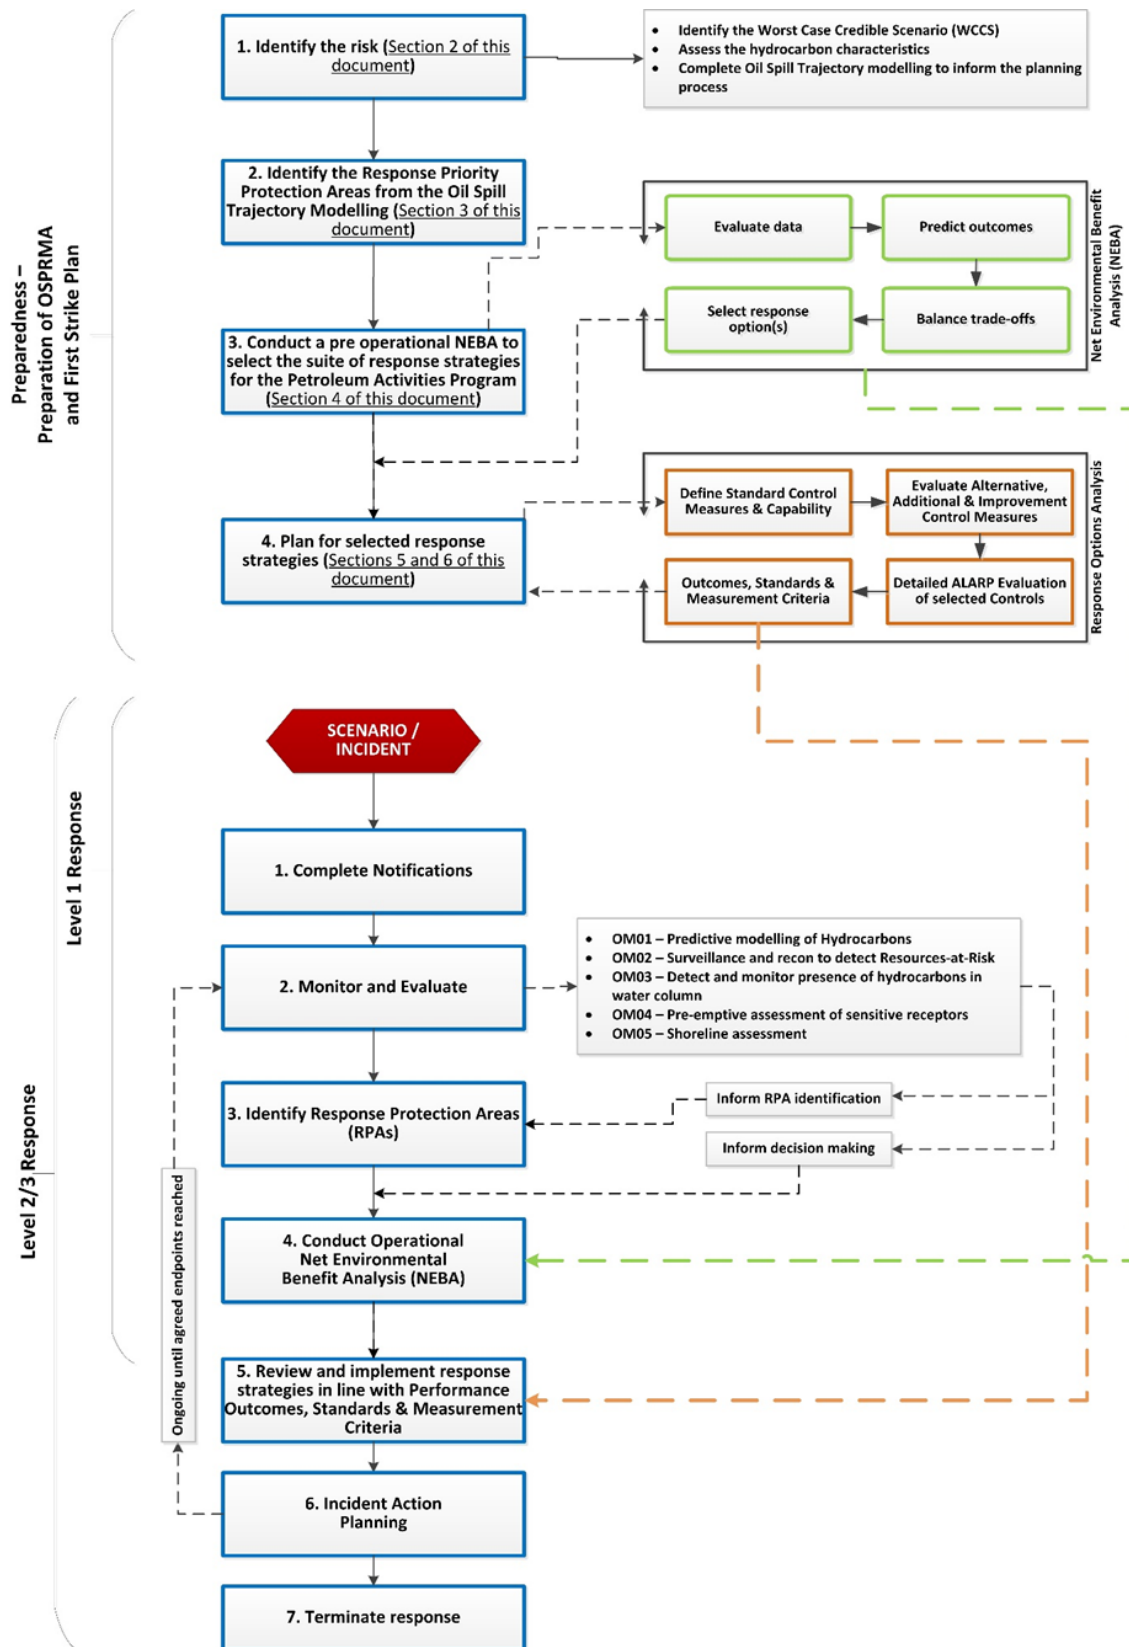 Preparedness –
Preparation of OSPRMA
and First Strike Plan
1. Identify the risk (Section 2 of this
document)
• Identify the Worst Case Credible Scenario (WCCS)
• Assess the hydrocarbon characteristics
• Complete Oil Spill Trajectory modelling to inform the planning
process
2. Identify the Response Priority
Protection Areas from the Oil Spill
Trajectory Modelling (Section 3 of this
document)
Evaluate data
Predict outcomes
Select response
option(s)
Balance trade-offs
Net Environmental Benefit
Analysis (NEBA)
3. Conduct a pre operational NEBA to
select the suite of response strategies
for the Petroleum Activities Program
(Section 4 of this document)
4. Plan for selected response
strategies (Sections 5 and 6 of this
document)
Define Standard Control
Measures & Capability
Evaluate Alternative,
Additional & Improvement
Control Measures
Outcomes, Standards &
Measurement Criteria
Detailed ALARP Evaluation
of selected Controls
Response Options Analysis
Level 2/3 Response
Level 1 Response
SCENARIO /
INCIDENT
1. Complete Notifications
2. Monitor and Evaluate
• OM01 – Predictive modelling of Hydrocarbons
• OM02 – Surveillance and recon to detect Resources-at-Risk
• OM03 – Detect and monitor presence of hydrocarbons in
water column
• OM04 – Pre-emptive assessment of sensitive receptors
• OM05 – Shoreline assessment
3. Identify Response Protection Areas
(RPAs)
Inform RPA identification
Inform decision making
4. Conduct Operational
Net Environmental
Benefit Analysis (NEBA)
Ongoing until agreed endpoints reached
5. Review and implement response
strategies in line with Performance
Outcomes, Standards & Measurement
Criteria
6. Incident Action
Planning
7. Terminate response